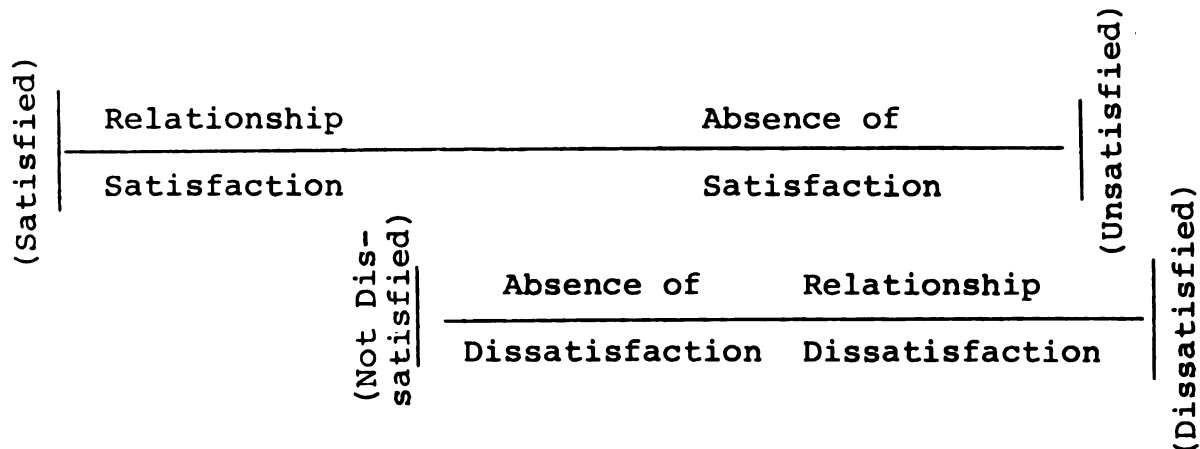 (Satisfied)
Relationship Absence of
Satisfaction Satisfaction
(Unsatisfied)
(Not Dis-
satisfied)
Absence of Relationship
Dissatisfaction Dissatisfaction
(Dissatisfied)